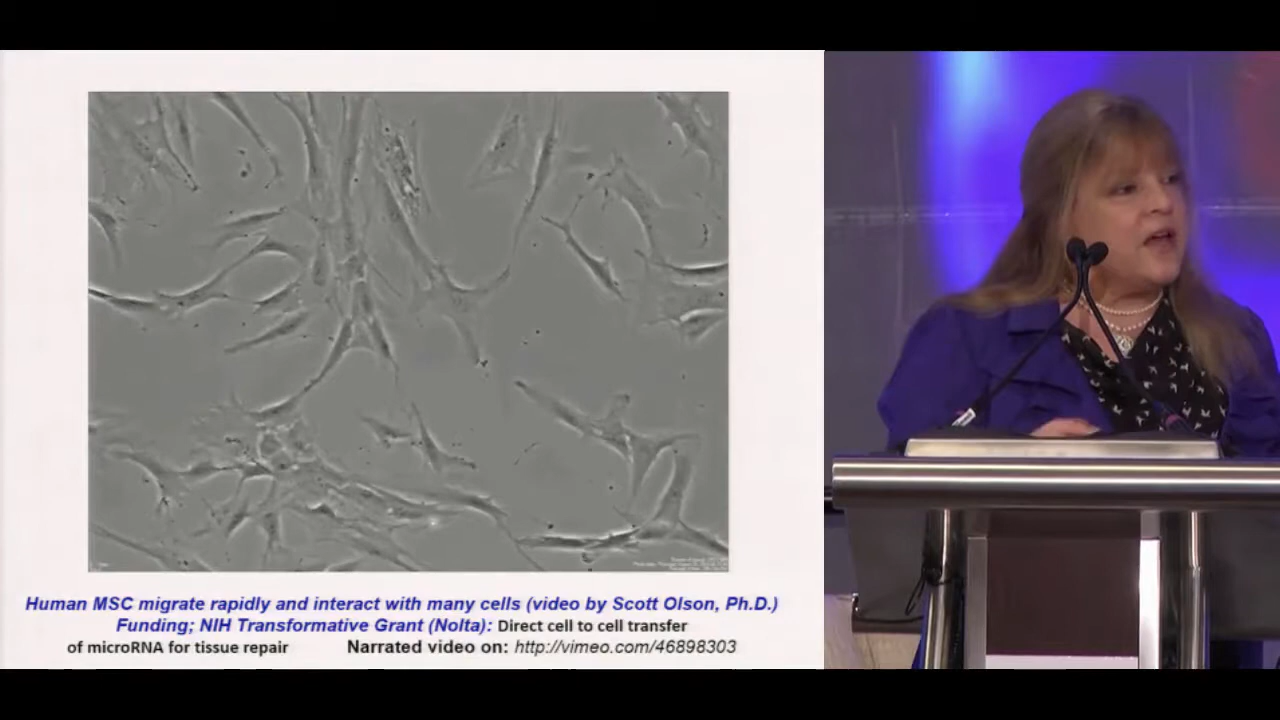 Human MSC migrate rapidly and interact with many cells (video by Scott Olson, Ph.D.)
Funding; NIH Transformative Grant (Nolta): Direct cell to cell transfer
of microRNA for tissue repair Narrated video on: http://vimeo.com/46898303